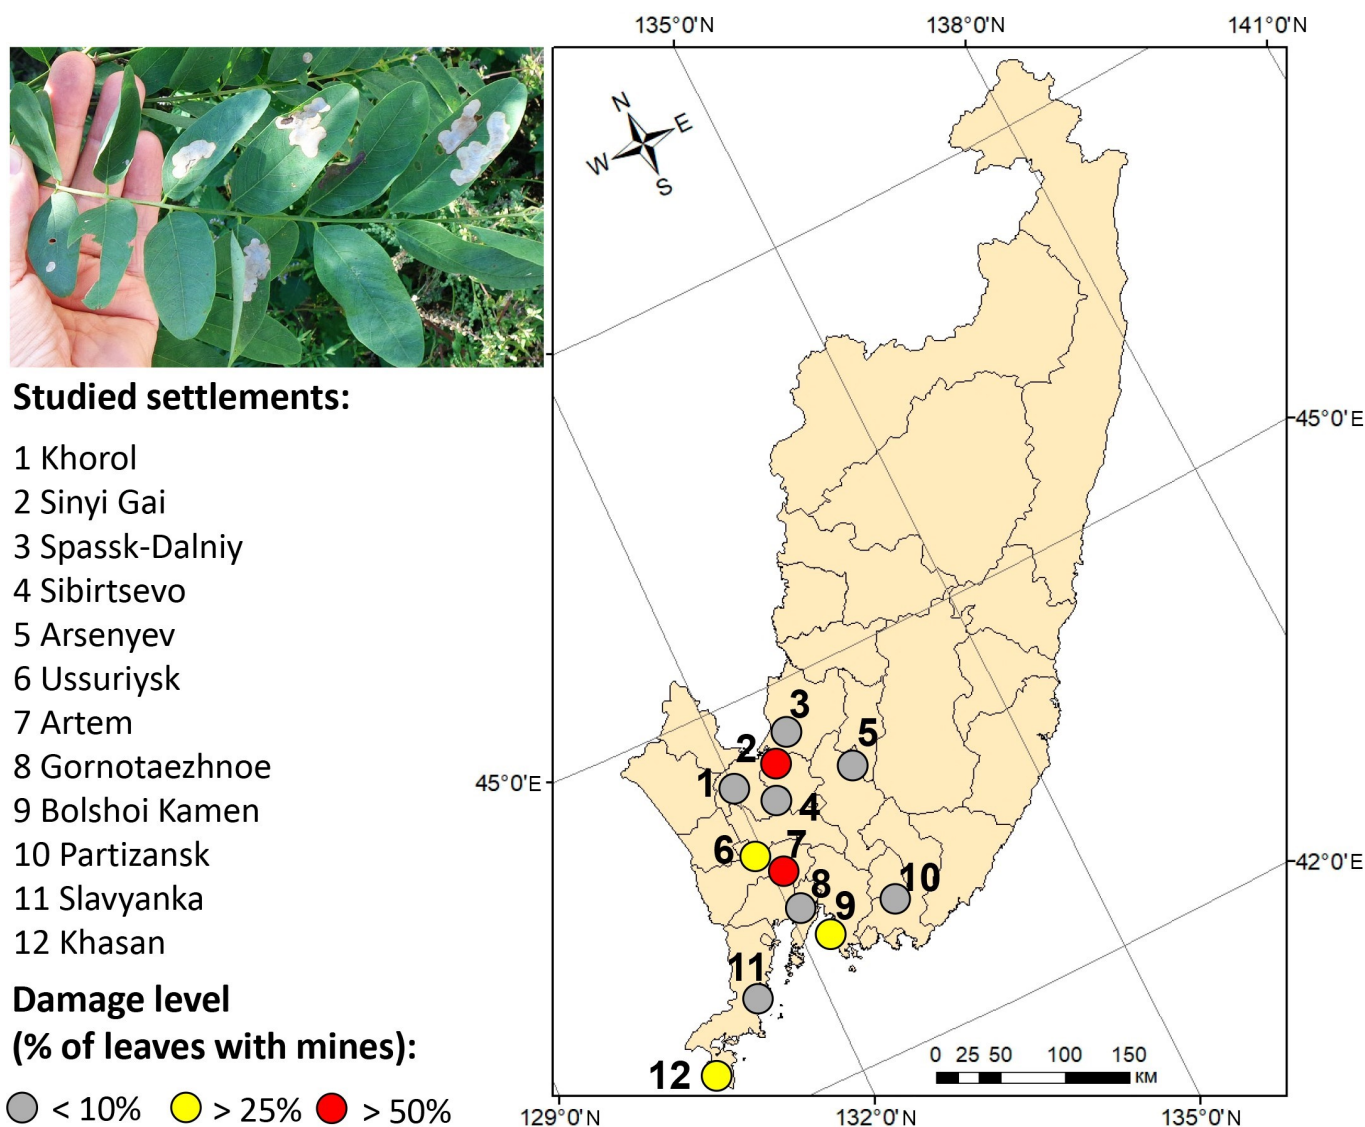 135°0'N 138°0'N 141°0'N
N
E
W
S
Studied settlements:
1 Khorol
2 Sinyi Gai
3 Spassk-Dalniy
4 Sibirtsevo
5 Arsenyev
6 Ussuriysk
7 Artem
8 Gornotaezhnoe
9 Bolshoi Kamen
10 Partizansk
11 Slavyanka
12 Khasan
Damage level
(% of leaves with mines):
< 10% > 25% > 50%
45°0'E
3
2
5
1
4
45°0'E
6
7
8
10
9
42°0'E
11
12
0 25 50 100 150
КМ
129°0'N 132°0'N 135°0'N